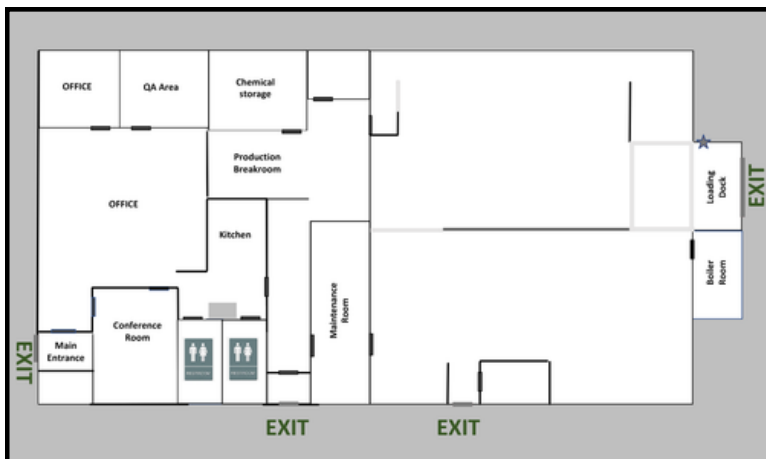 OFFICE
QA Area
Chemical
storage
Production
Breakroom
OFFICE
Kitchen
Loading
Dock
EXIT
Boiler
Room
Maintenance
Room
Conference
Room
Main
Entrance
EXIT
EXIT
EXIT